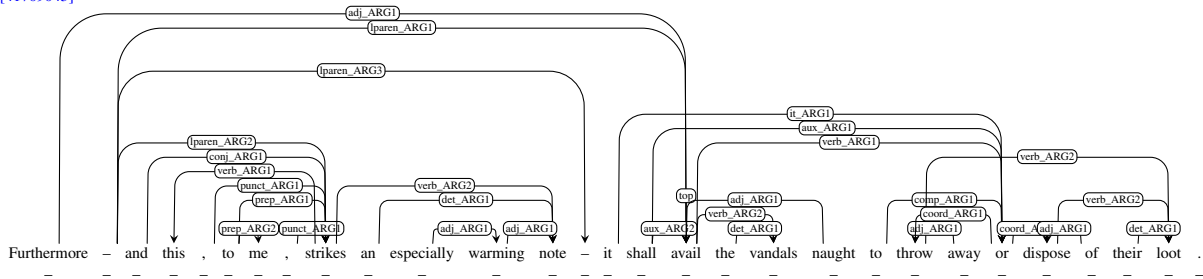 adj_ARG1
lparen_ARG1
lparen_ARG3
it_ARG1
aux_ARG1
lparen_ARG2 verb_ARG1
conj_ARG1 verb_ARG2
verb_ARG1
punct_ARG1 verb_ARG2 top
prep_ARG1 det_ARG1 adj_ARG1 comp_ARG1 verb_ARG2
verb_ARG2 coord_ARG1
prep_ARG2 punct_ARG1 adj_ARG1 adj_ARG1 aux_ARG2 det_ARG1 adj_ARG1 adj_ARG1 det_ARG1
Furthermore – and this , to me , strikes an especially warming note – it shall avail the vandals naught to throw away or dispose of their loot .